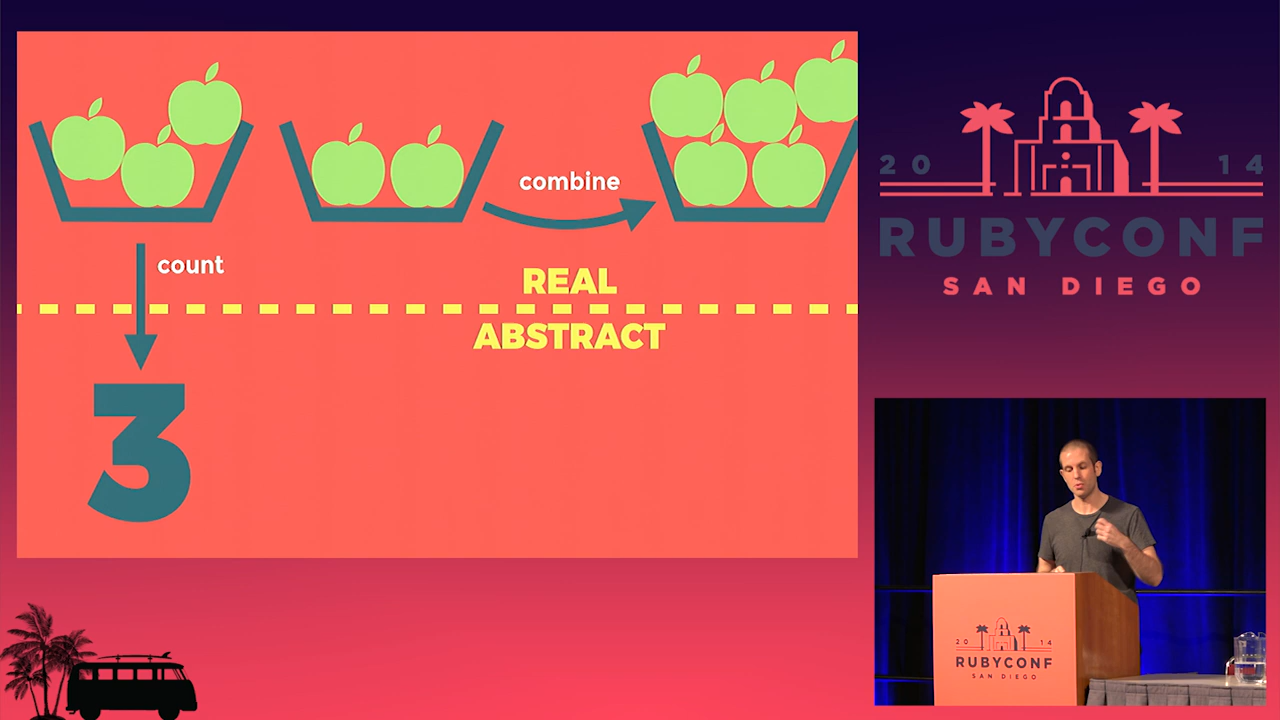 combine
count
REAL
ABSTRACT
3
20 14
RUBYCONF
SAN DIEGO
20 14
RUBYCONF
SAN DIEGO